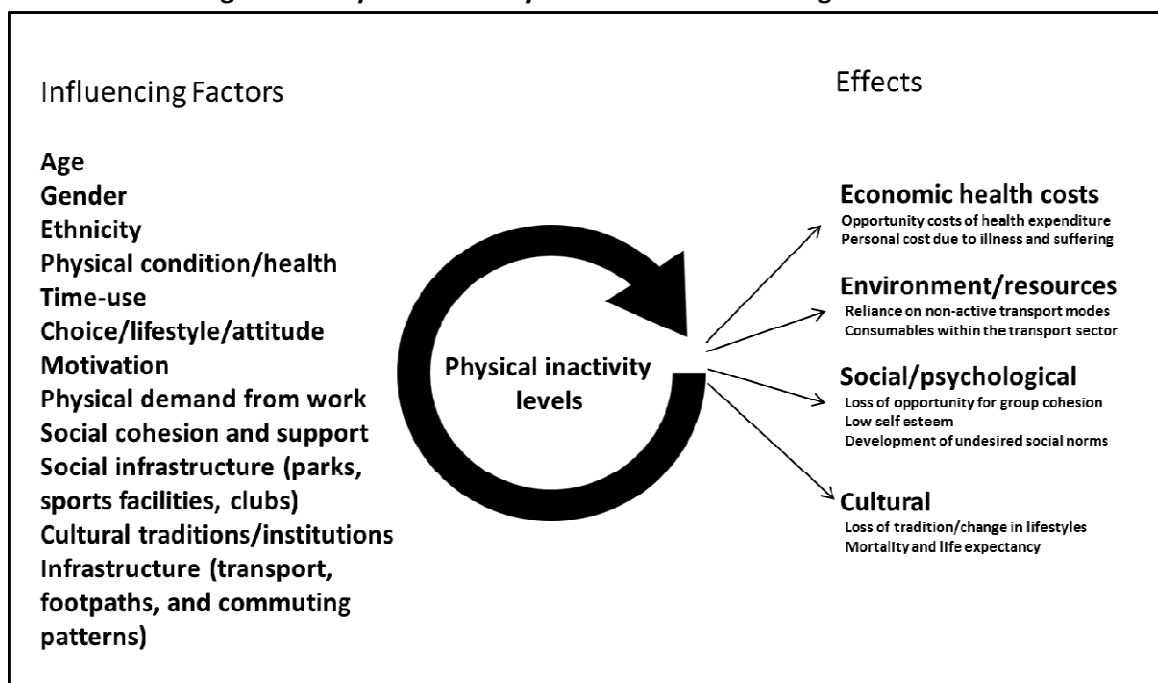 Influencing Factors
Age
Gender
Ethnicity
Physical condition/health
Time-use
Choice/lifestyle/attitude
Motivation
Physical demand from work
Social cohesion and support
Social infrastructure (parks,
sports facilities, clubs)
Cultural traditions/institutions
Infrastructure (transport,
footpaths, and commuting
patterns)
Physical inactivity
levels
Effects
Economic health costs
Opportunity costs of health expenditure
Personal cost due to illness and suffering
Environment/resources
Reliance on non-active transport modes
Consumables within the transport sector
Social/psychological
Loss of opportunity for group cohesion
Low self esteem
Development of undesired social norms
Cultural
Loss of tradition/change in lifestyles
Mortality and life expectancy